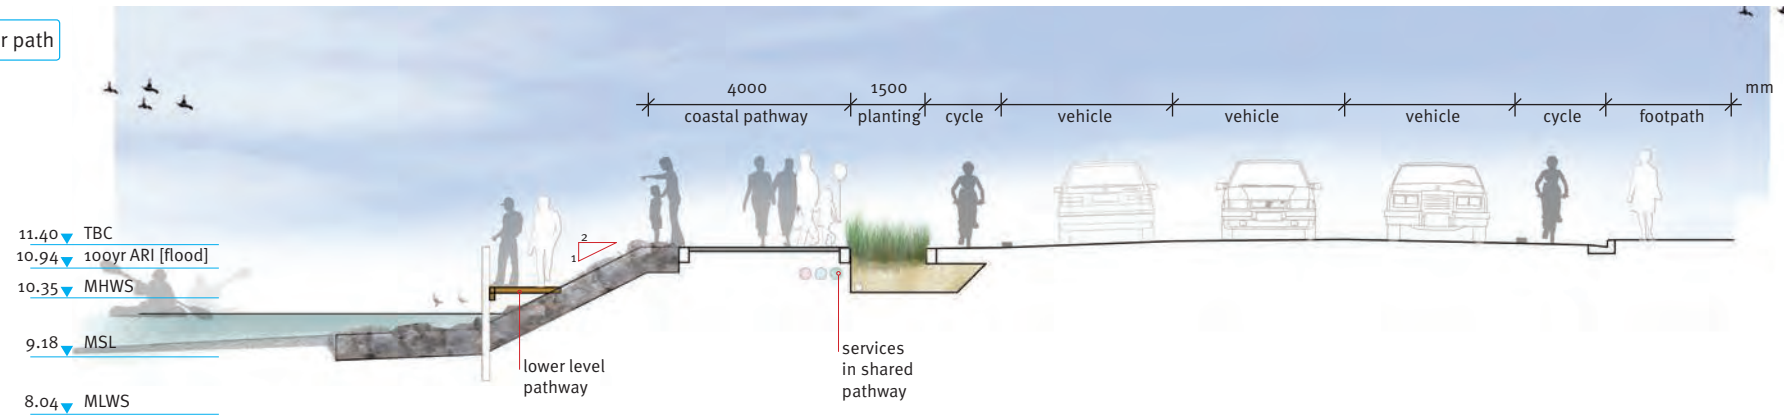 r path
4000 1500 mm
coastal pathway planting cycle vehicle vehicle vehicle cycle footpath
11.40 TBC
10.94 100yr ARI [flood]
10.35 MHWS
9.18 MSL
8.04 MLWS
2
1
lower level
pathway
services
in shared
pathway